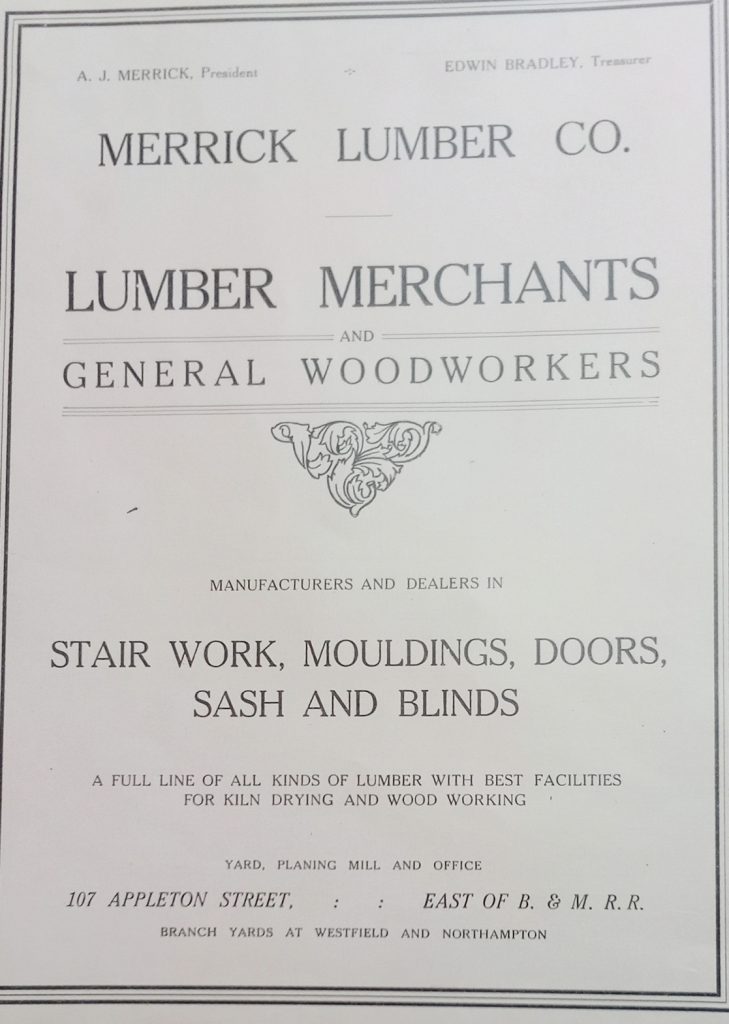 A. J. MERRICK, President
EDWIN BRADLEY, Treasurer
MERRICK LUMBER CO.
LUMBER MERCHANTS
AND
GENERAL WOODWORKERS
MANUFACTURERS AND DEALERS IN
STAIR WORK, MOULDINGS, DOORS,
SASH AND BLINDS
A FULL LINE OF ALL KINDS OF LUMBER WITH BEST FACILITIES
FOR KILN DRYING AND WOOD WORKING
YARD, PLANING MILL AND OFFICE
107 APPLETON STREET, : : EAST OF B. & M. R. R.
BRANCH YARDS AT WESTFIELD AND NORTHAMPTON